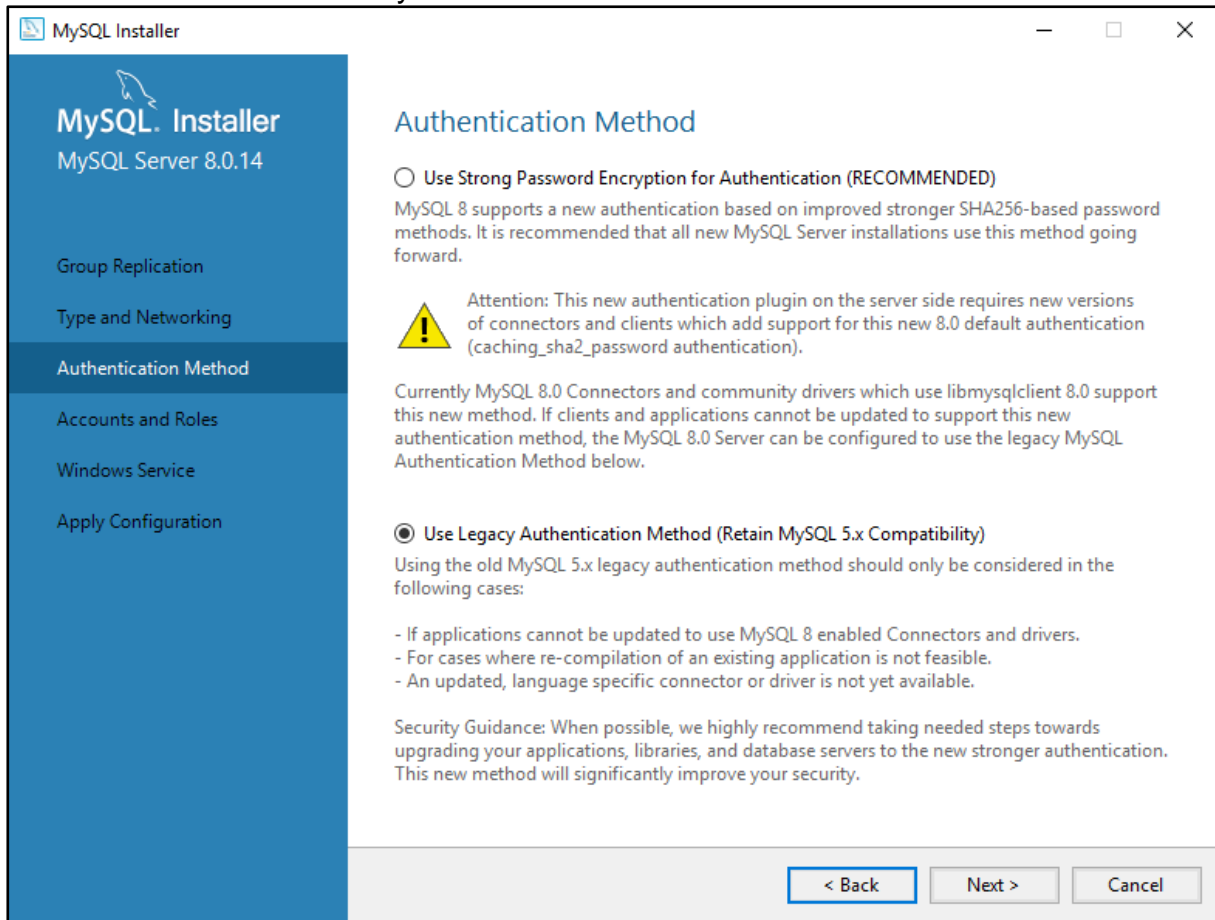 MySQL Installer
MySQL. Installer
MySQL Server 8.0.14
Group Replication
Type and Networking
Authentication Method
Accounts and Roles
Windows Service
Apply Configuration
Authentication Method
Use Strong Password Encryption for Authentication (RECOMMENDED)
MySQL 8 supports a new authentication based on improved stronger SHA256-based password
methods. It is recommended that all new MySQL Server installations use this method going
forward.
Attention: This new authentication plugin on the server side requires new versions
of connectors and clients which add support for this new 8.0 default authentication
(caching_sha2_password authentication).
Currently MySQL 8.0 Connectors and community drivers which use libmysqlclient 8.0 support
this new method. If clients and applications cannot be updated to support this new
authentication method, the MySQL 8.0 Server can be configured to use the legacy MySQL
Authentication Method below.
Use Legacy Authentication Method (Retain MySQL 5.x Compatibility)
Using the old MySQL 5.x legacy authentication method should only be considered in the
following cases:
- If applications cannot be updated to use MySQL 8 enabled Connectors and drivers.
- For cases where re-compilation of an existing application is not feasible.
- An updated, language specific connector or driver is not yet available.
Security Guidance: When possible, we highly recommend taking needed steps towards
upgrading your applications, libraries, and database servers to the new stronger authentication.
This new method will significantly improve your security.
< Back
Next >
Cancel